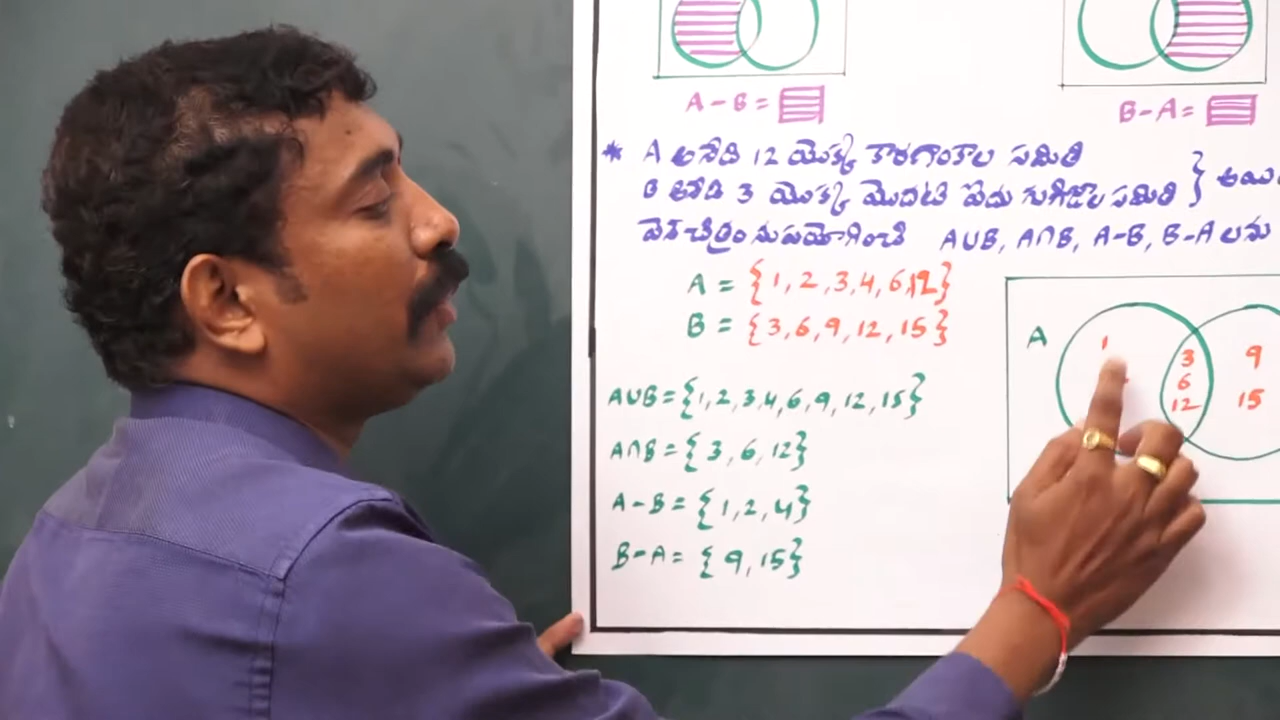 A - B =
B - A =
* A అనేది 12 యొక్క కారణాంకాల సమితి
B అనేది 3 యొక్క మొదటి ఐదు గుణిజాల సమితి } అయి
వెన్ చిత్రం నుపయోగించి A∪B, A∩B, A-B, B-A లను
A = {1, 2, 3, 4, 6, 12}
B = {3, 6, 9, 12, 15}
A∪B = {1, 2, 3, 4, 6, 9, 12, 15}
A∩B = {3, 6, 12}
A-B = {1, 2, 4}
B-A = {9, 15}
A
1
3
6
12
9
15